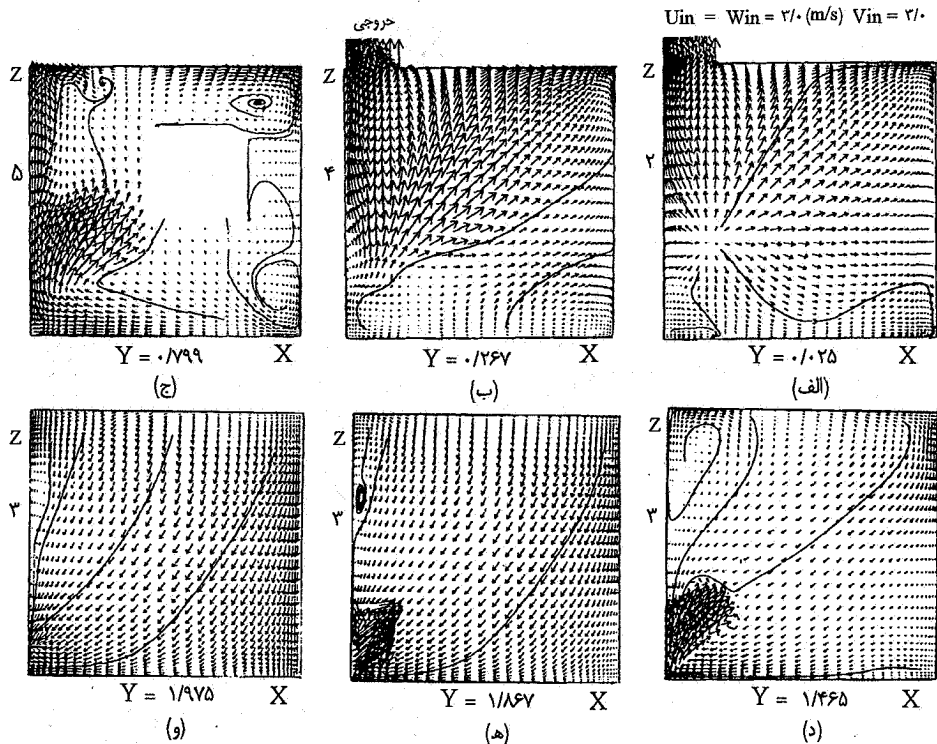 Uin = Win = ۳/۰ (m/s) Vin = ۳/۰
خروجی
Z
۲
Y = ۰/۰۲۵ X
(الف)
Z
۴
Y = ۰/۲۶۷ X
(ب)
Z
۵
Y = ۰/۷۹۹ X
(ج)
Z
۳
Y = ۱/۴۶۵ X
(د)
Z
۳
Y = ۱/۸۶۷ X
(ه)
Z
۳
Y = ۱/۹۷۵ X
(و)